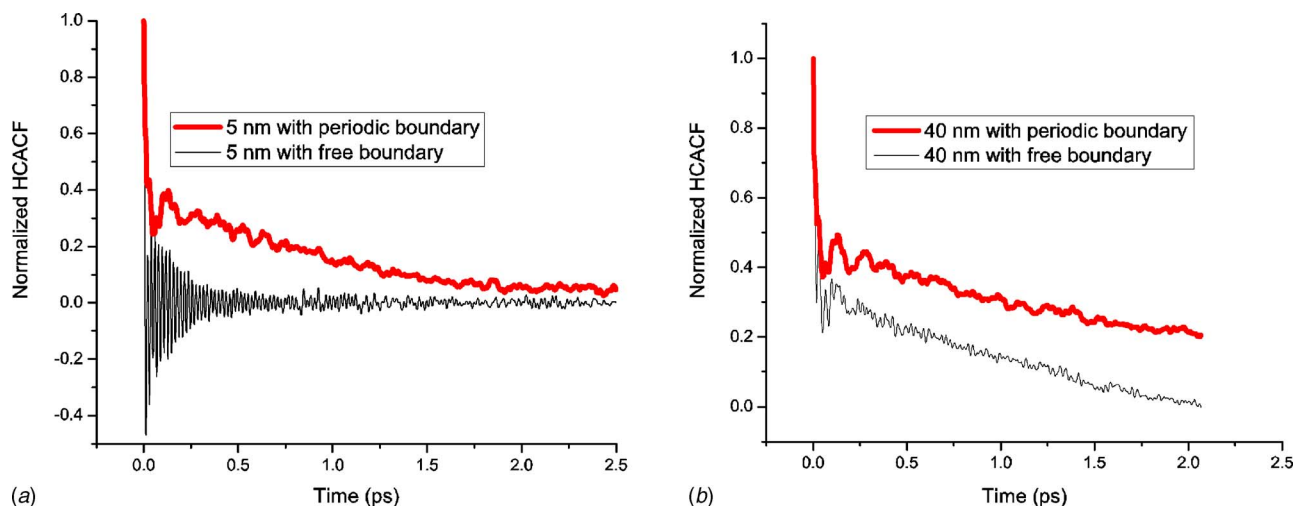 1.0
0.8
0.6
0.4
0.2
0.0
-0.2
-0.4
Normalized HCACF
5 nm with periodic boundary
5 nm with free boundary
0.0 0.5 1.0 1.5 2.0 2.5
Time (ps)
(a)
1.0
0.8
0.6
0.4
0.2
0.0
Normalized HCACF
40 nm with periodic boundary
40 nm with free boundary
0.0 0.5 1.0 1.5 2.0 2.5
Time (ps)
(b)